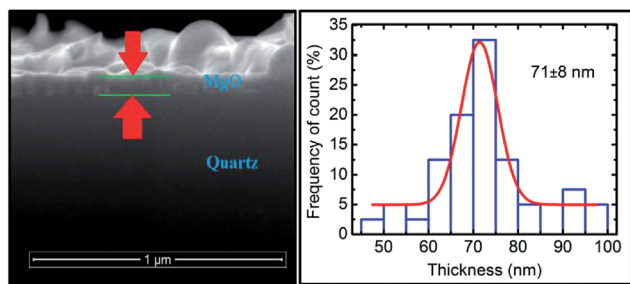 MgO
Quartz
1 µm
Frequency of count (%)
35
30
25
20
15
10
5
0
71±8 nm
50 60 70 80 90 100
Thickness (nm)